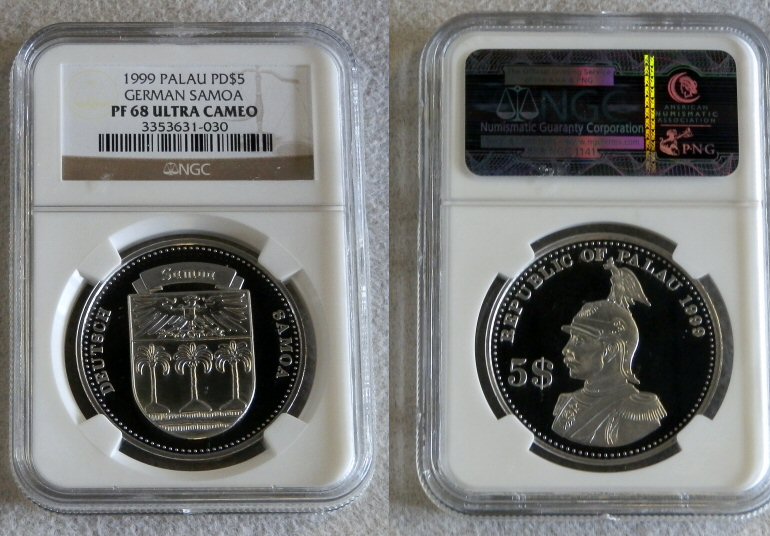 1999 PALAU PD$5
GERMAN SAMOA
PF 68 ULTRA CAMEO
3353631-030
NGC
Samoa
DEUTSCH SAMOA
NGC
Numismatic Guaranty Corporation
AMERICAN
NUMISMATIC
ASSOCIATION
PNG
REPUBLIC OF PALAU 1999
5$